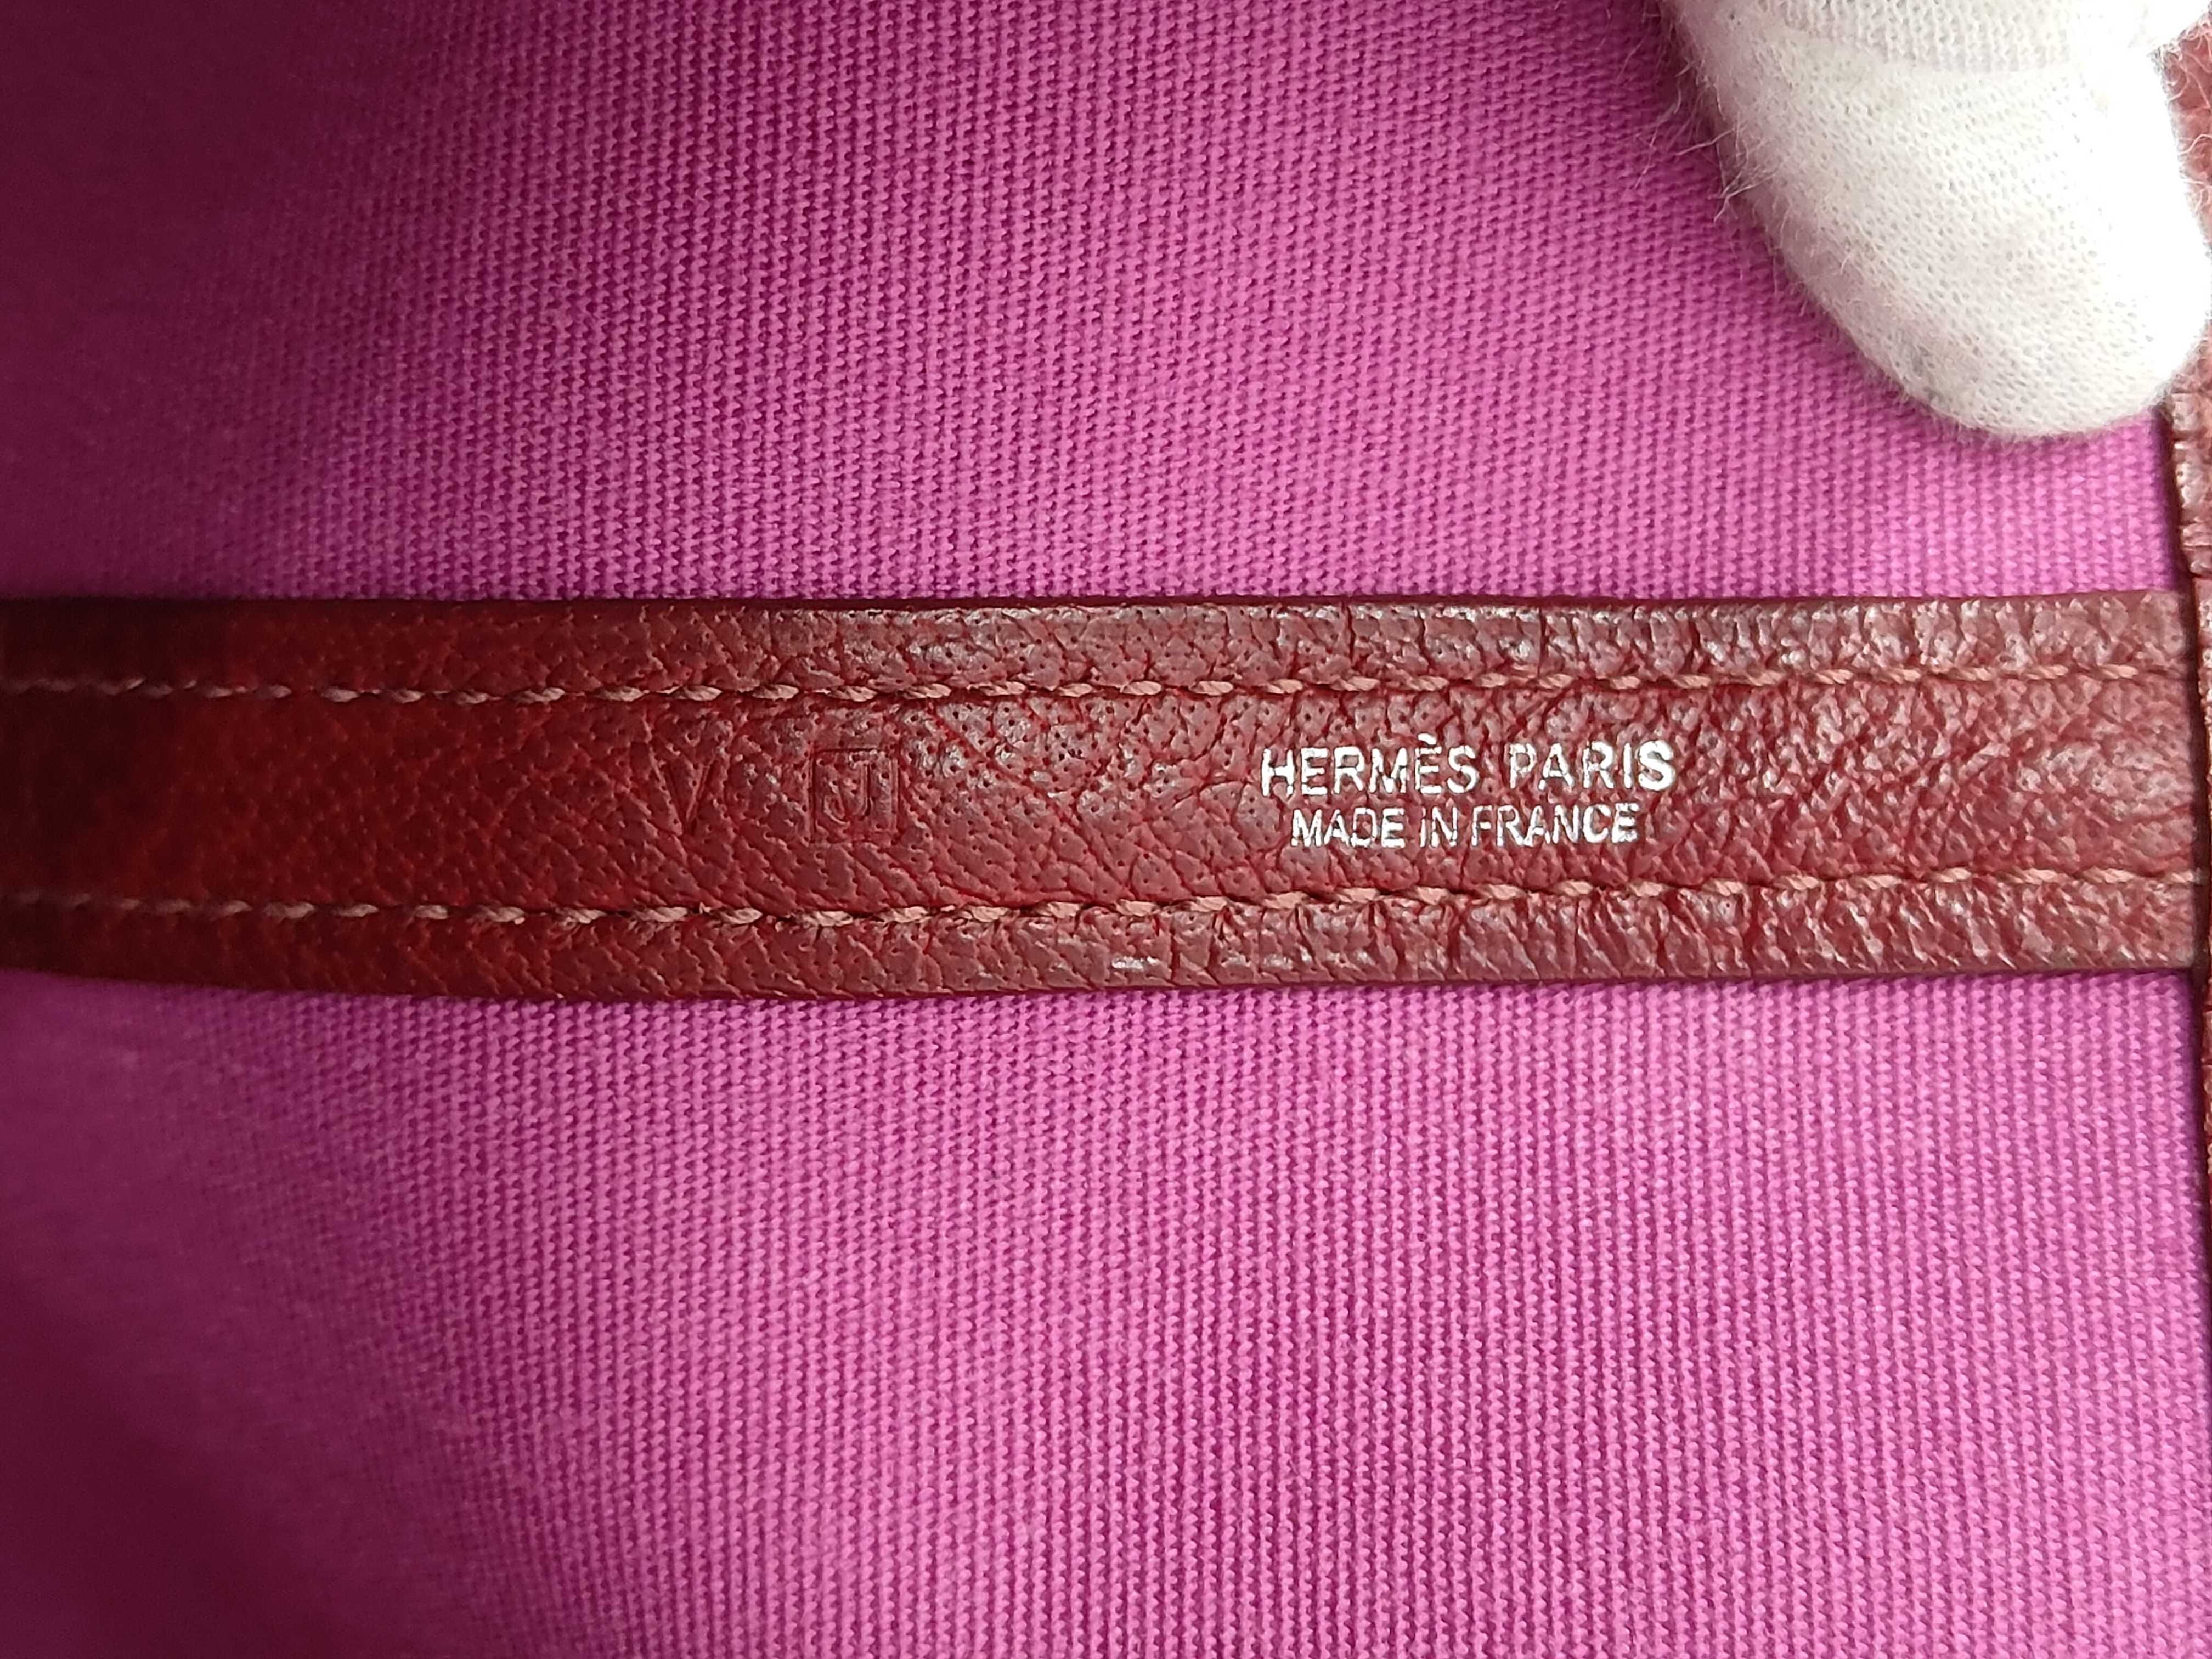 V J
HERMÈS PARIS
MADE IN FRANCE